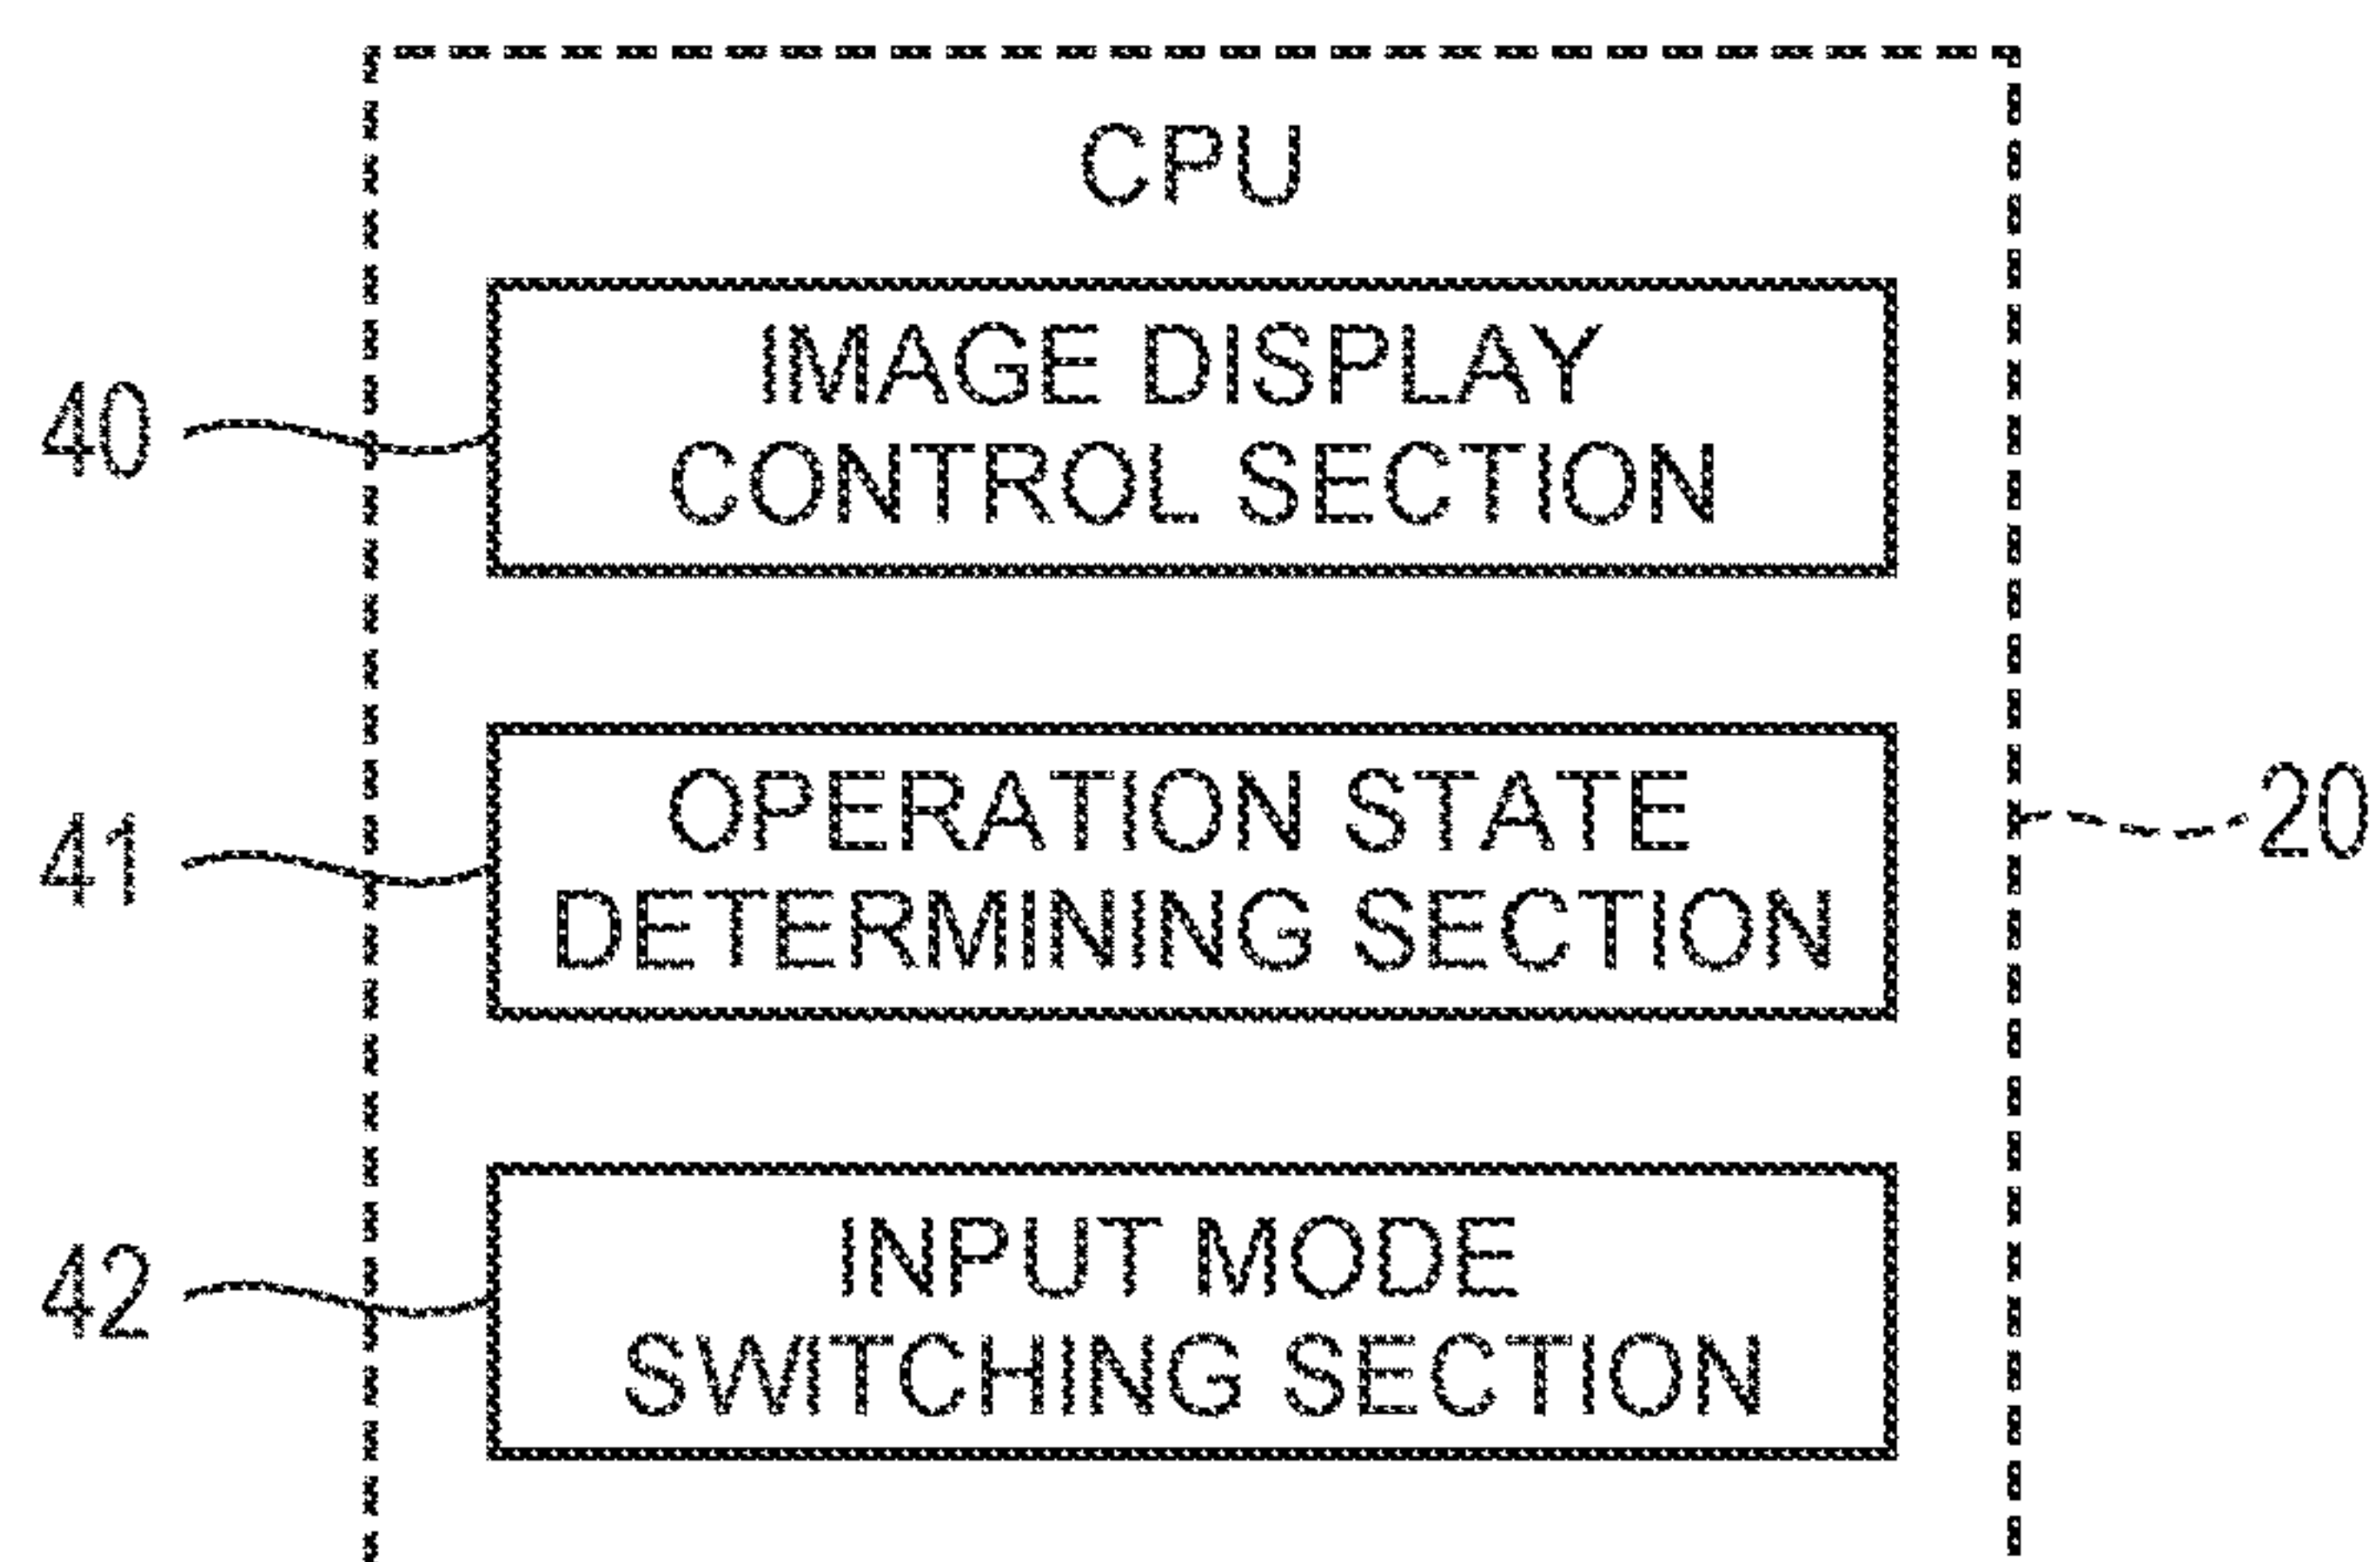 CPU
40
IMAGE DISPLAY
CONTROL SECTION
41
OPERATION STATE
DETERMINING SECTION
20
42
INPUT MODE
SWITCHING SECTION